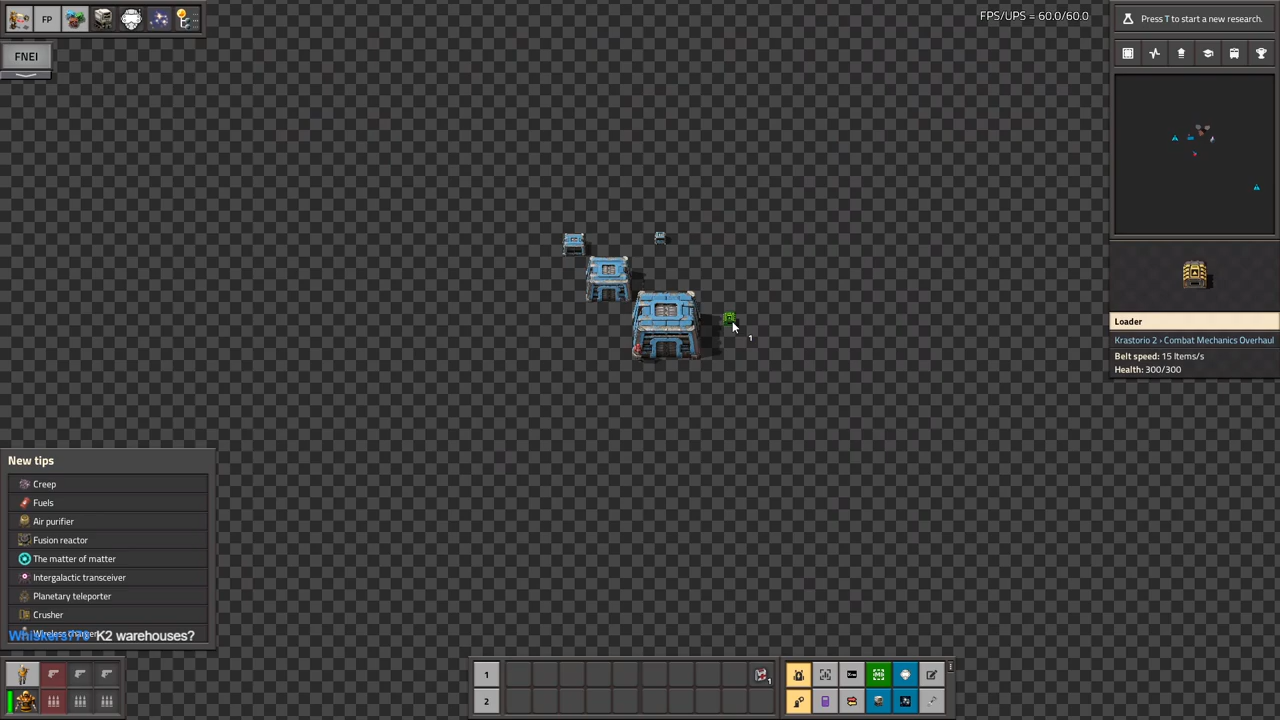 FP
FPS/UPS = 60.0/60.0
Press T to start a new research.
FNEI
Loader
Krastorio 2 › Combat Mechanics Overhaul
Belt speed: 15 Items/s
Health: 300/300
1
New tips
Creep
Fuels
Air purifier
Fusion reactor
The matter of matter
Intergalactic transceiver
Planetary teleporter
Crusher
K2 warehouses?
1
1
2